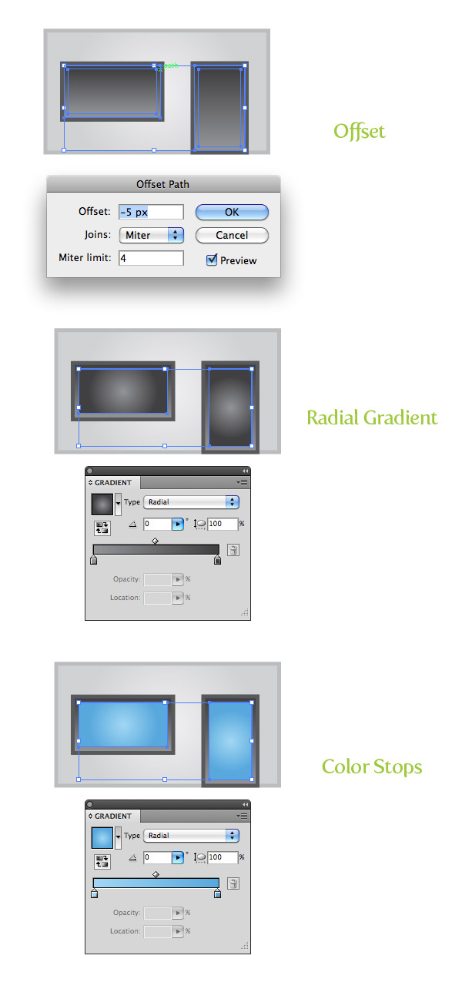 path
Offset
Offset Path
Offset: -5 px OK
Joins: Miter Cancel
Miter limit: 4 Preview
Radial Gradient
GRADIENT
Type Radial
0 ° 100 %
Opacity: %
Location: %
Color Stops
GRADIENT
Type Radial
0 ° 100 %
Opacity: %
Location: %